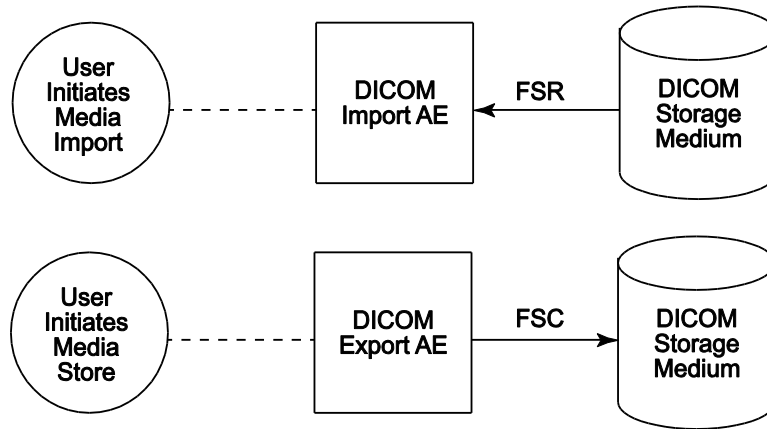 User
Initiates
Media
Import
DICOM
Import AE
FSR
DICOM
Storage
Medium
User
Initiates
Media
Store
DICOM
Export AE
FSC
DICOM
Storage
Medium